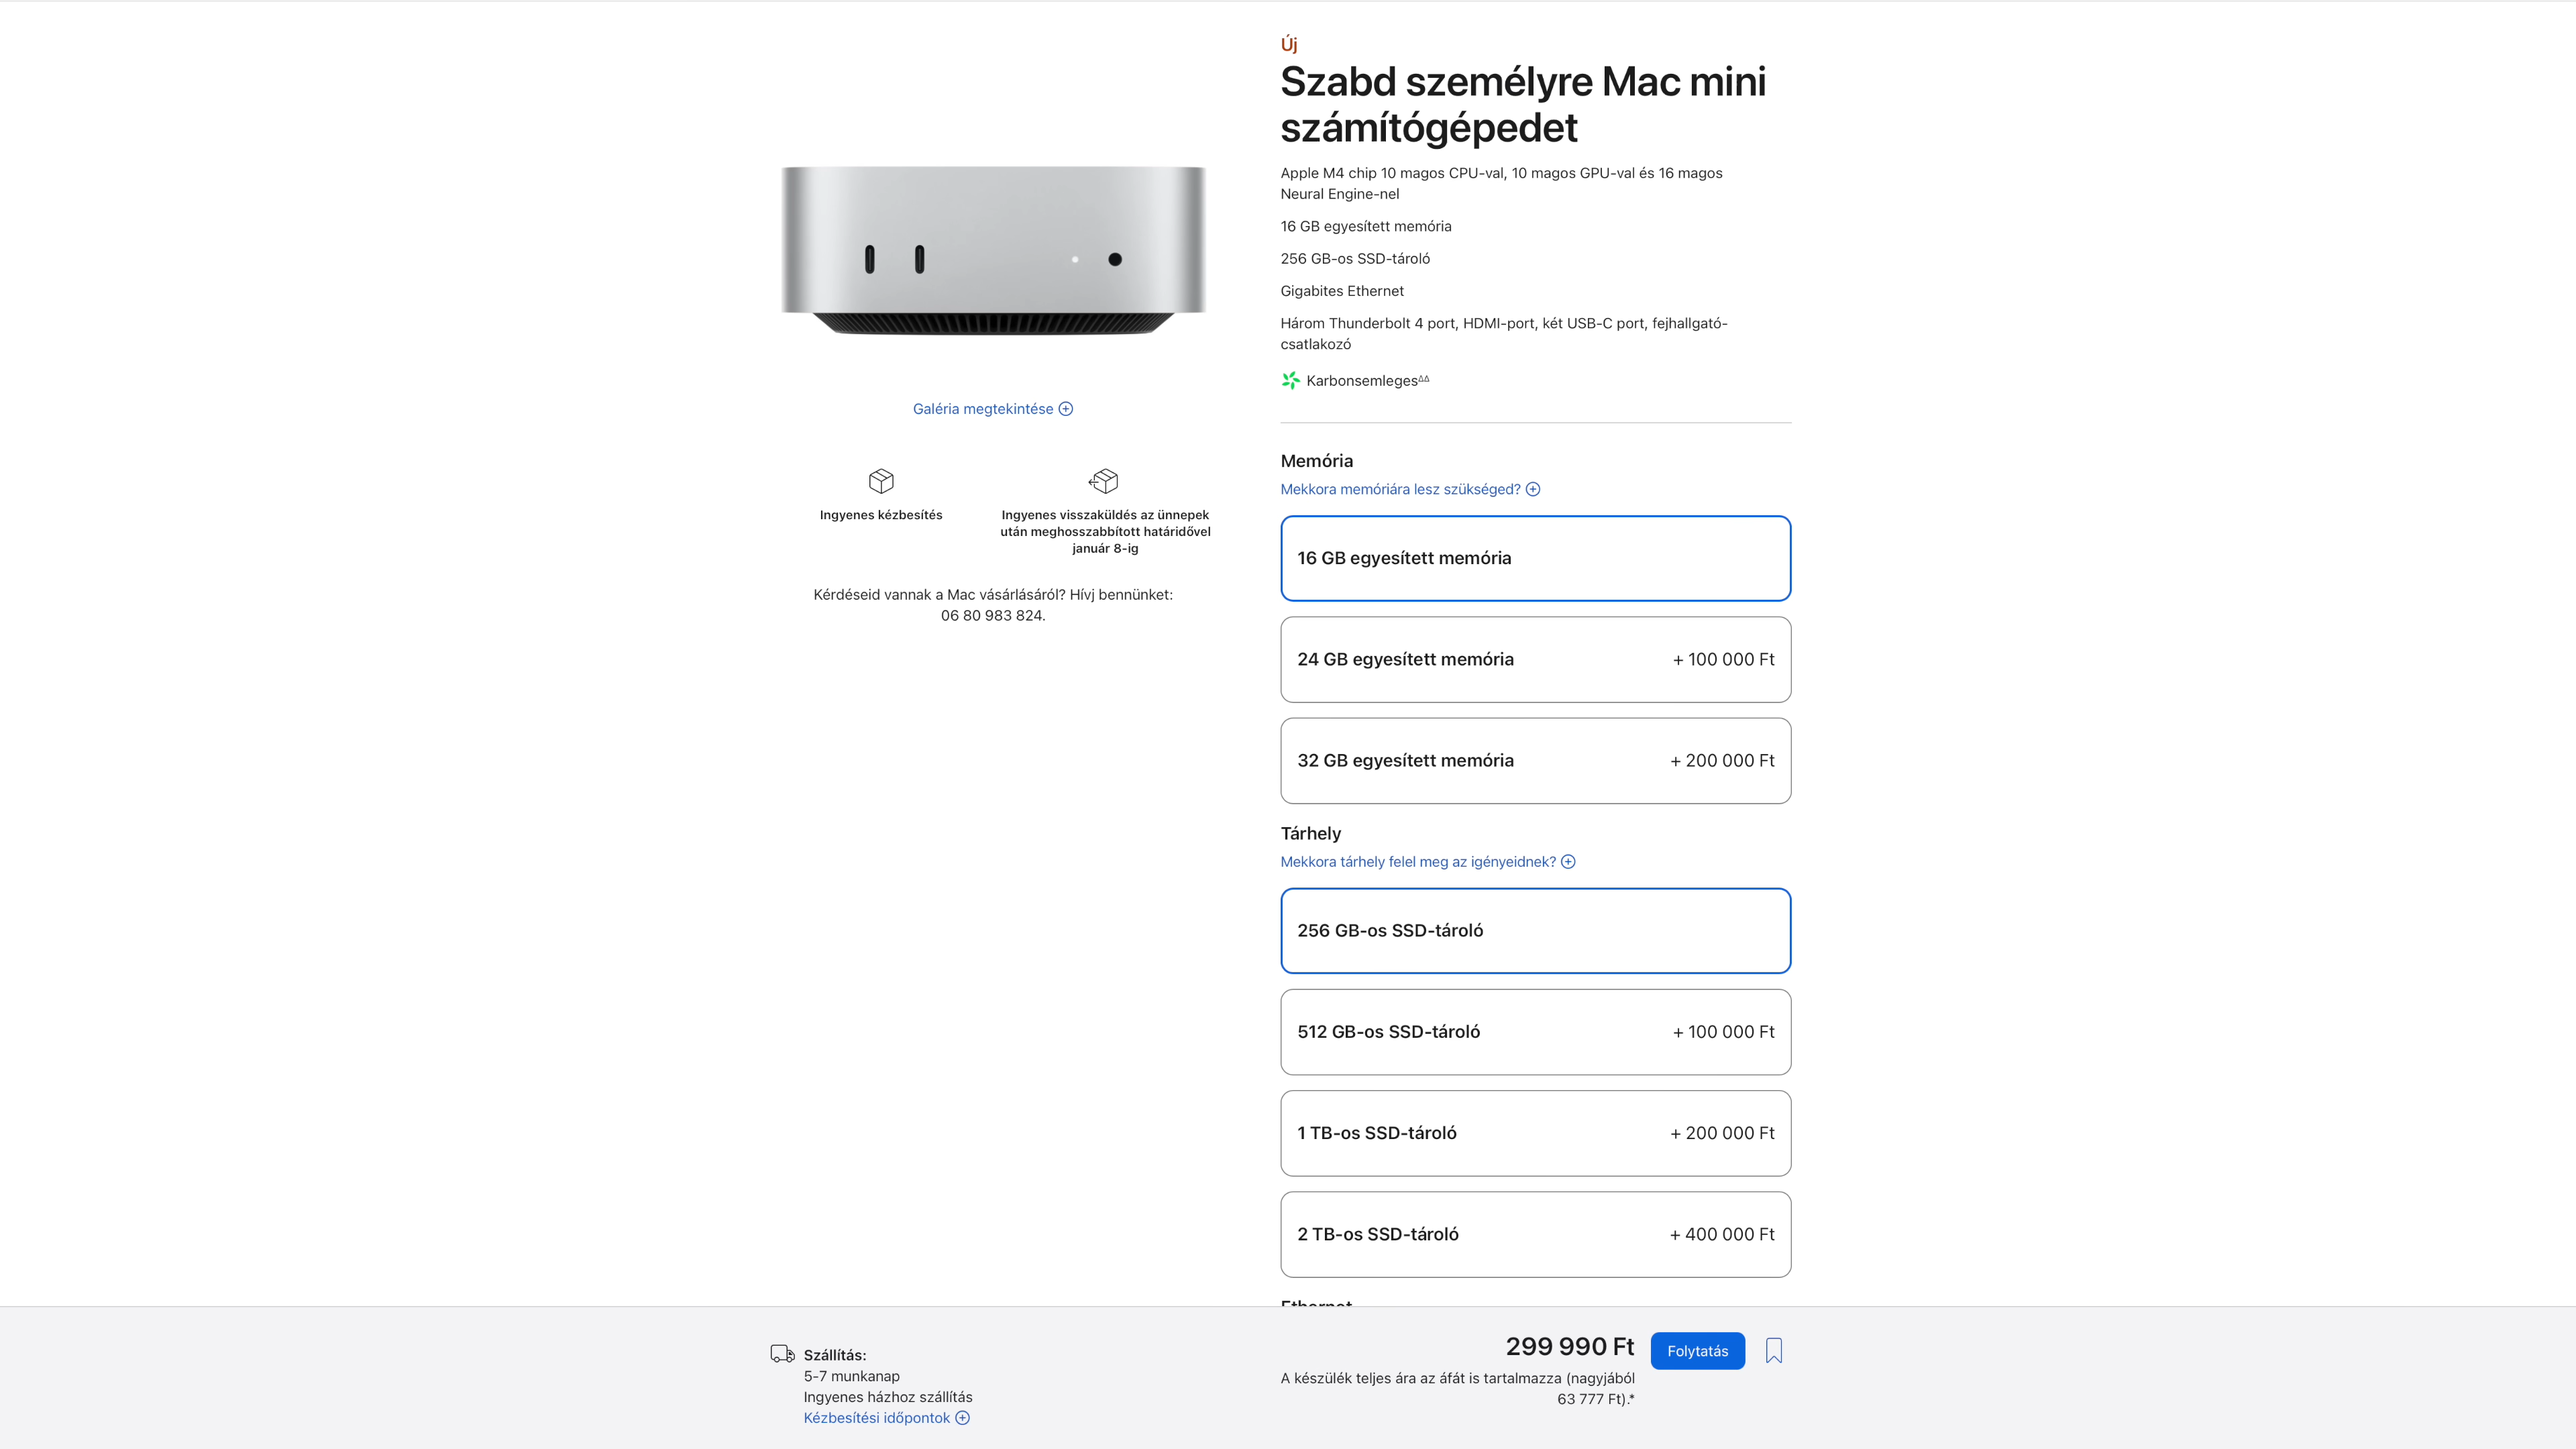 Galéria megtekintése
Ingyenes kézbesítés
Ingyenes visszaküldés az ünnepek
után meghosszabbított határidővel
január 8-ig
Kérdéseid vannak a Mac vásárlásáról? Hívj bennünket:
06 80 983 824.
Új
Szabd személyre Mac mini
számítógépedet
Apple M4 chip 10 magos CPU-val, 10 magos GPU-val és 16 magos
Neural Engine-nel
16 GB egyesített memória
256 GB-os SSD-tároló
Gigabites Ethernet
Három Thunderbolt 4 port, HDMI-port, két USB-C port, fejhallgató-
csatlakozó
Karbonsemleges∆∆
Memória
Mekkora memóriára lesz szükséged?
16 GB egyesített memória
24 GB egyesített memória + 100 000 Ft
32 GB egyesített memória + 200 000 Ft
Tárhely
Mekkora tárhely felel meg az igényeidnek?
256 GB-os SSD-tároló
512 GB-os SSD-tároló + 100 000 Ft
1 TB-os SSD-tároló + 200 000 Ft
2 TB-os SSD-tároló + 400 000 Ft
Ethernet
Szállítás:
5-7 munkanap
Ingyenes házhoz szállítás
Kézbesítési időpontok
299 990 Ft
A készülék teljes ára az áfát is tartalmazza (nagyjából
63 777 Ft).*
Folytatás